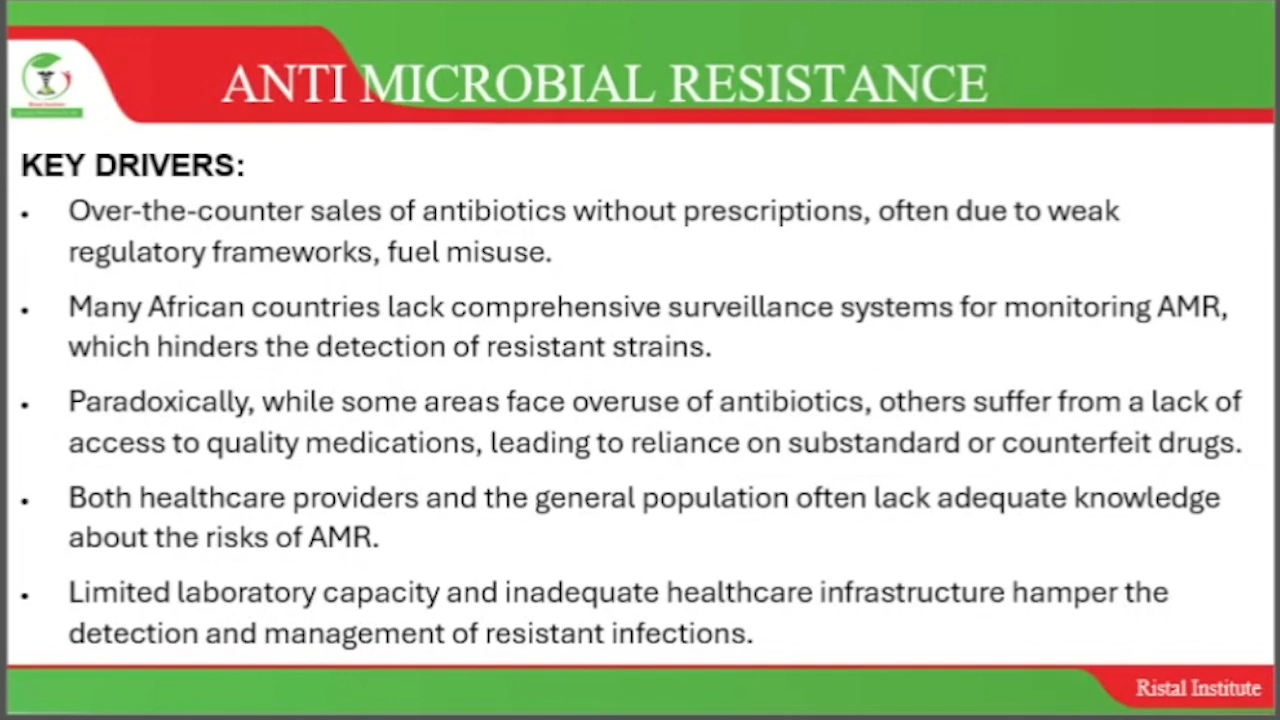 ANTI MICROBIAL RESISTANCE
KEY DRIVERS:
• Over-the-counter sales of antibiotics without prescriptions, often due to weak
regulatory frameworks, fuel misuse.
• Many African countries lack comprehensive surveillance systems for monitoring AMR,
which hinders the detection of resistant strains.
• Paradoxically, while some areas face overuse of antibiotics, others suffer from a lack of
access to quality medications, leading to reliance on substandard or counterfeit drugs.
• Both healthcare providers and the general population often lack adequate knowledge
about the risks of AMR.
• Limited laboratory capacity and inadequate healthcare infrastructure hamper the
detection and management of resistant infections.
Ristal Institute